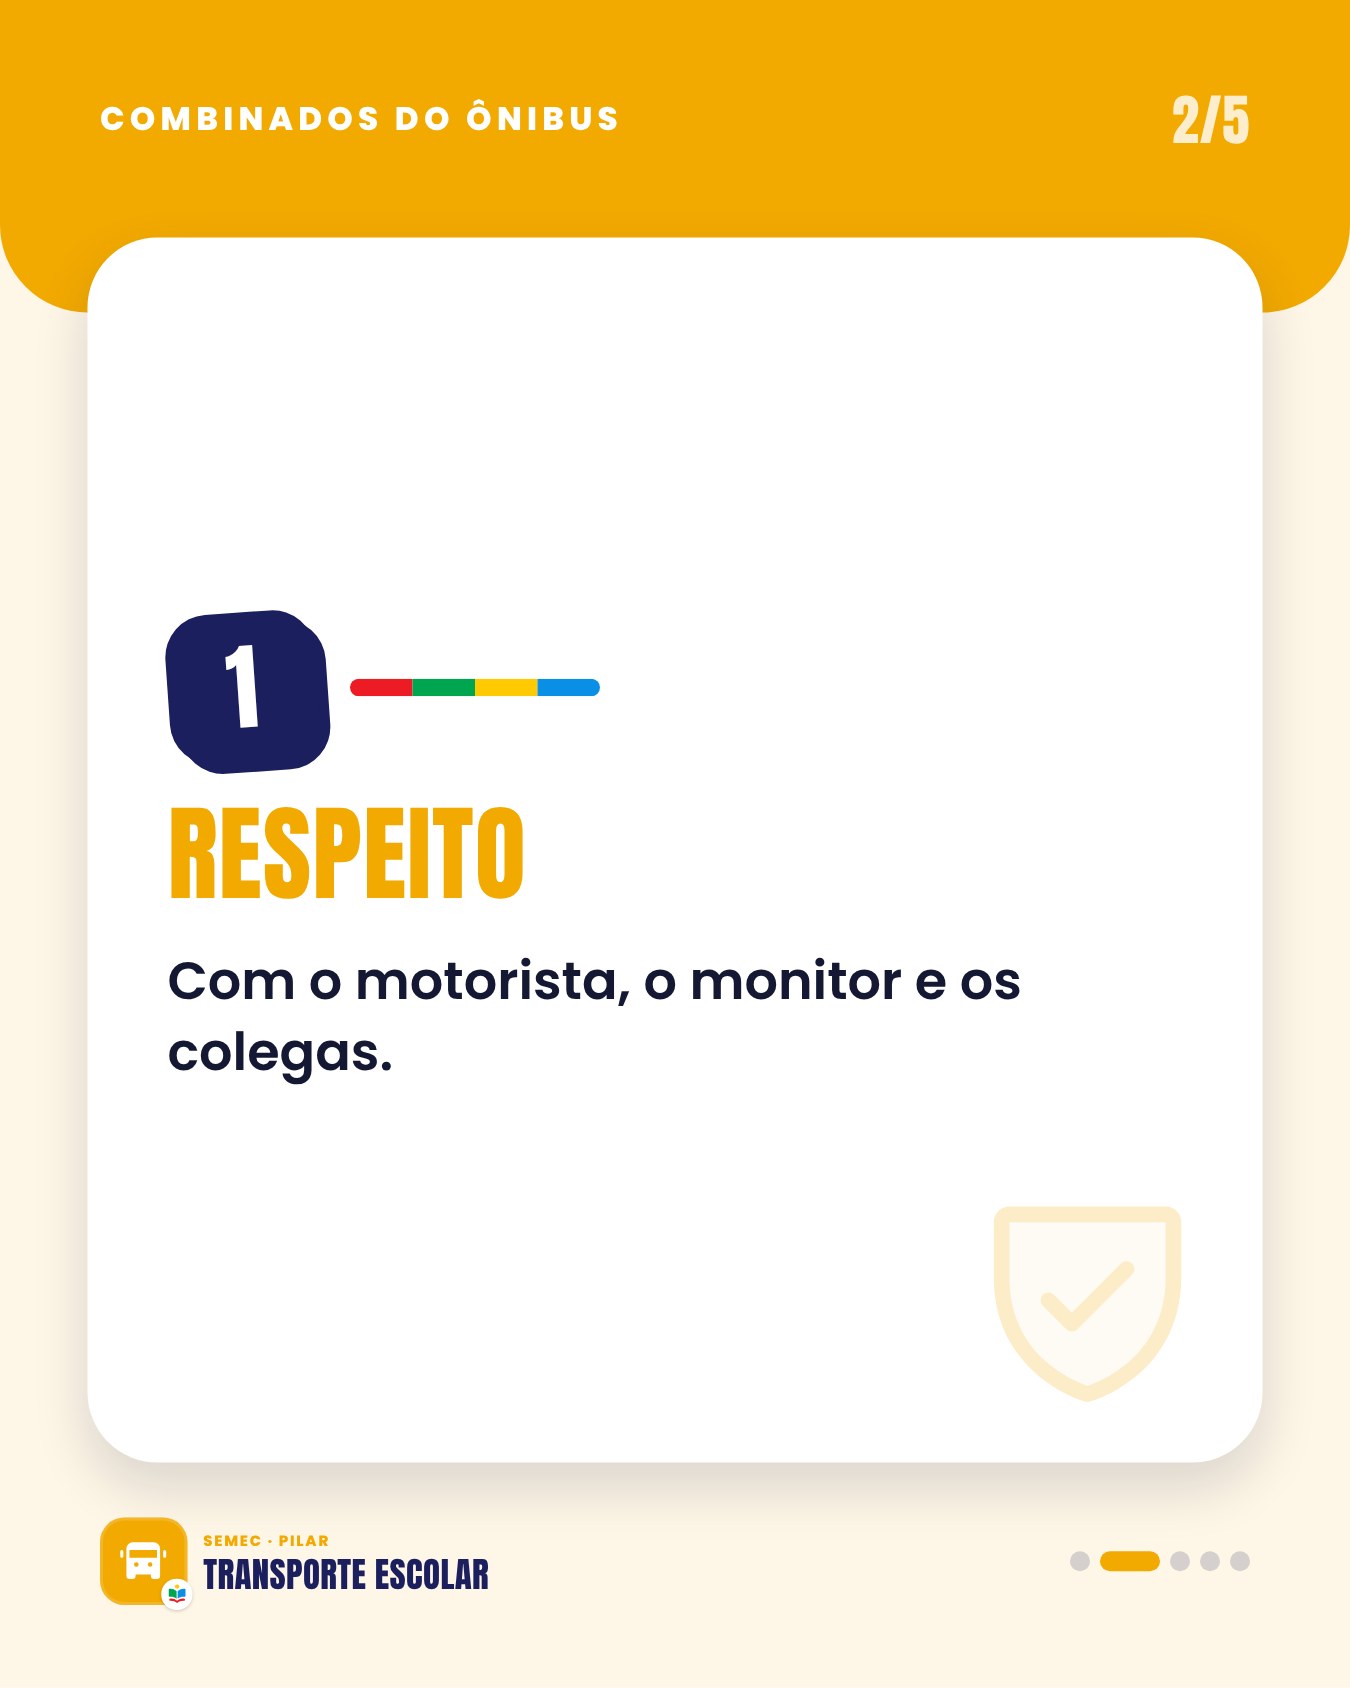 COMBINADOS DO ÔNIBUS
2/5
1
RESPEITO
Com o motorista, o monitor e os
colegas.
SEMEC · PILAR
TRANSPORTE ESCOLAR